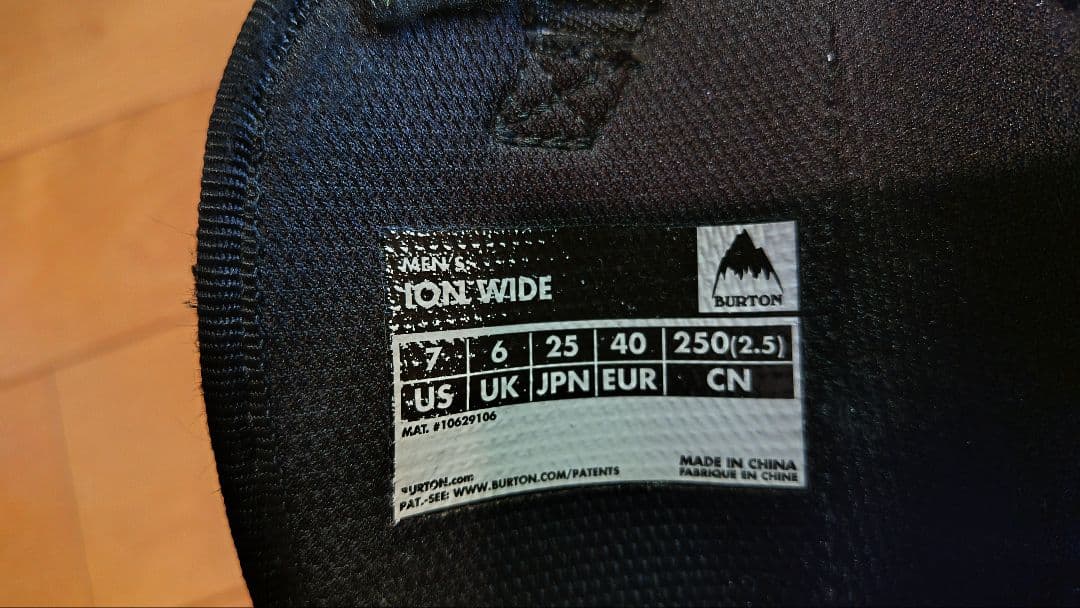 MEN'S
ION WIDE
BURTON
7 6 25 40 250(2.5)
US UK JPN EUR CN
MAT. #10629106
BURTON.com
PAT.-SEE: WWW.BURTON.COM/PATENTS
MADE IN CHINA
FABRIQUE EN CHINE